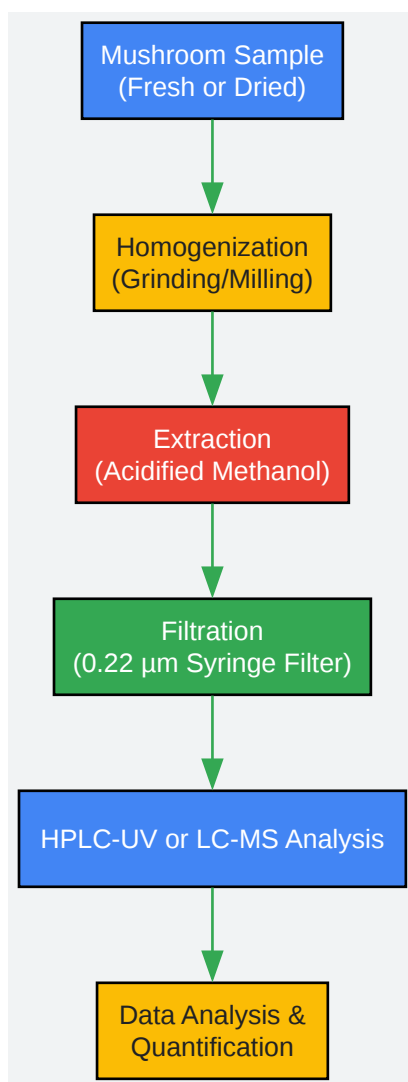 Mushroom Sample
(Fresh or Dried)
Homogenization
(Grinding/Milling)
Extraction
(Acidified Methanol)
Filtration
(0.22 µm Syringe Filter)
HPLC-UV or LC-MS Analysis
Data Analysis &
Quantification